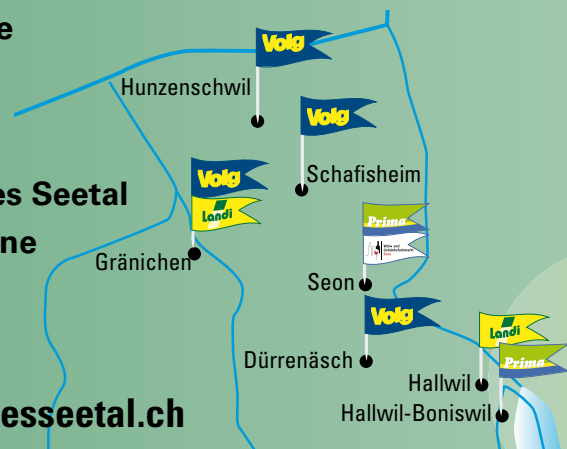 e
Volg
Hunzenschwil
Volg
Schafisheim
es Seetal
Volg
Landi
ne
Gränichen
Prima
Seon
Volg
Dürrenäsch
Landi
Prima
Hallwil
Hallwil-Boniswil
esseetal.ch